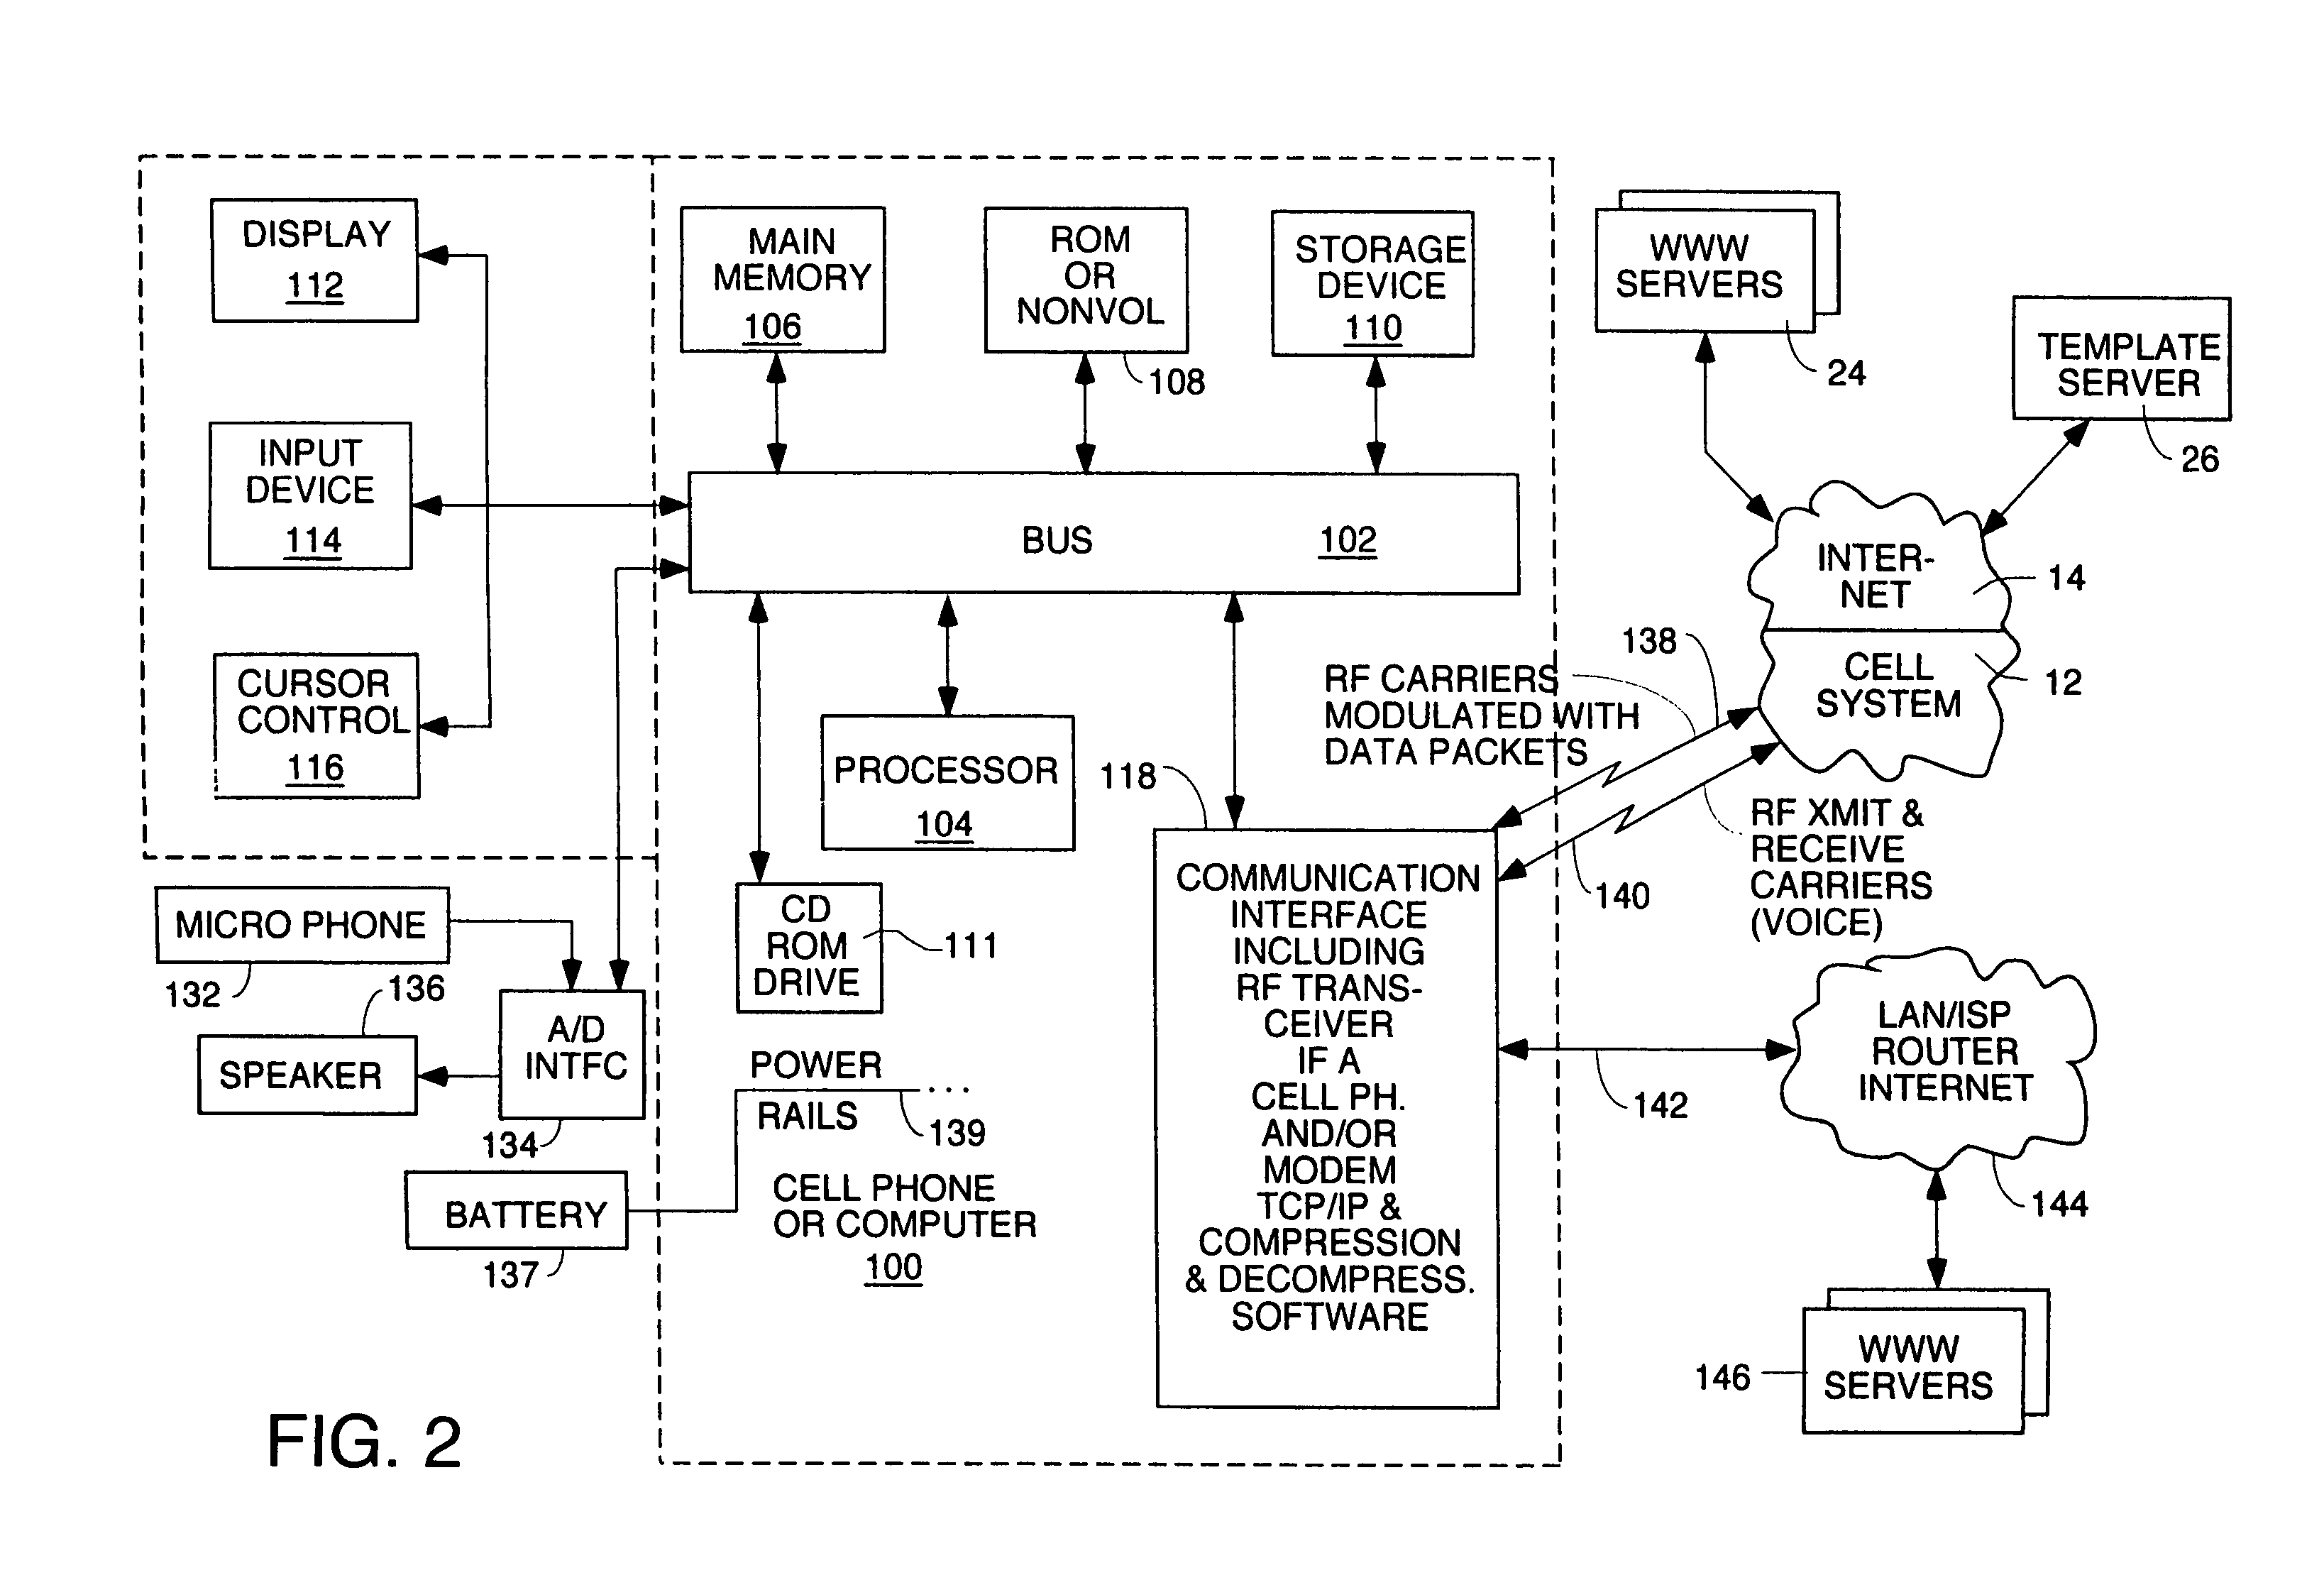 DISPLAY
112
INPUT
DEVICE
114
CURSOR
CONTROL
116
MAIN
MEMORY
106
ROM
OR
NONVOL
108
STORAGE
DEVICE
110
BUS 102
PROCESSOR
104
CD
ROM
DRIVE
111
MICRO PHONE
132
136
SPEAKER
A/D
INTFC
134
BATTERY
137
POWER
RAILS
139
CELL PHONE
OR COMPUTER
100
118
COMMUNICATION
INTERFACE
INCLUDING
RF TRANS-
CEIVER
IF A
CELL PH.
AND/OR
MODEM
TCP/IP &
COMPRESSION
& DECOMPRESS.
SOFTWARE
RF CARRIERS
MODULATED WITH
DATA PACKETS
138
140
RF XMIT &
RECEIVE
CARRIERS
(VOICE)
WWW
SERVERS
24
TEMPLATE
SERVER
26
INTER-
NET
14
CELL
SYSTEM
12
LAN/ISP
ROUTER
INTERNET
142
144
WWW
SERVERS
146
FIG. 2